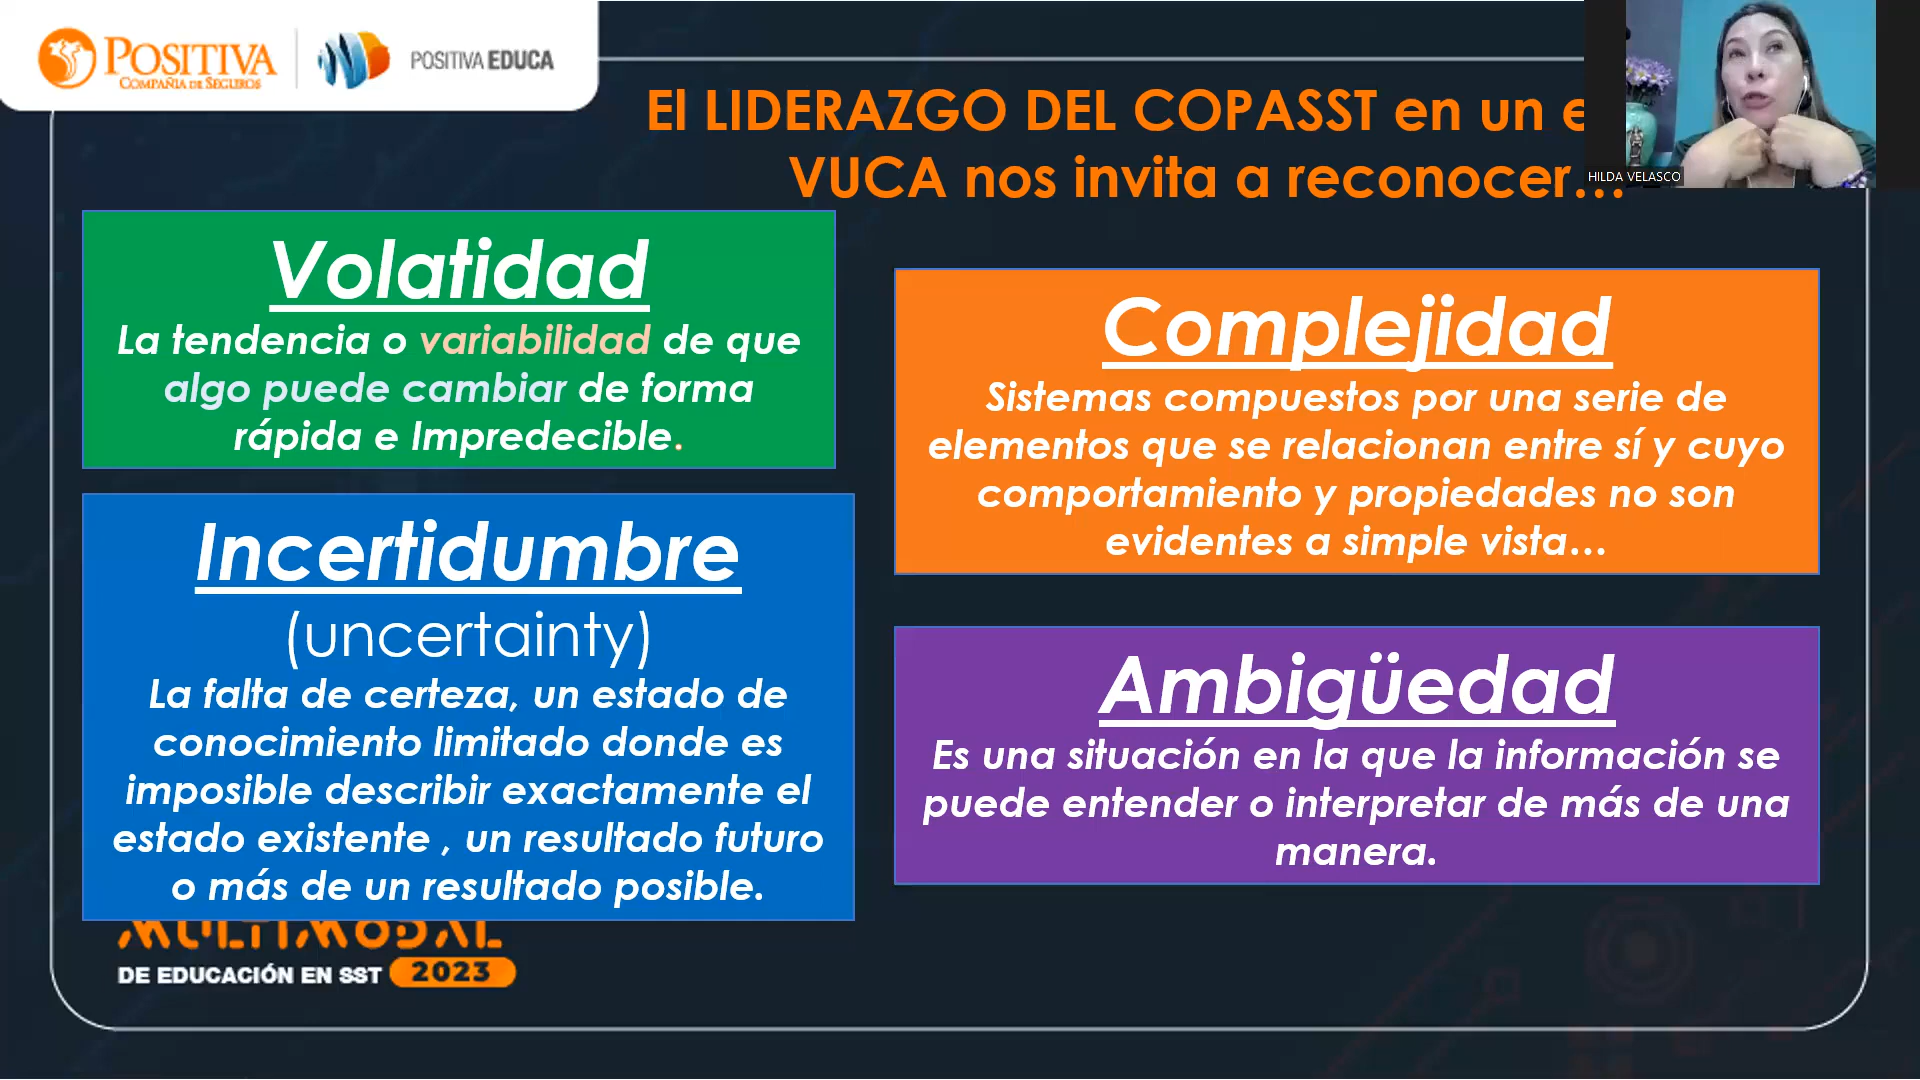 POSITIVA
COMPAÑIA DE SEGUROS
POSITIVA EDUCA
El LIDERAZGO DEL COPASST en un
VUCA nos invita a reconocer...
HILDA VELASCO
Volatidad
La tendencia o variabilidad de que
algo puede cambiar de forma
rápida e Impredecible.
Incertidumbre
(uncertainty)
La falta de certeza, un estado de
conocimiento limitado donde es
imposible describir exactamente el
estado existente , un resultado futuro
o más de un resultado posible.
Complejidad
Sistemas compuestos por una serie de
elementos que se relacionan entre sí y cuyo
comportamiento y propiedades no son
evidentes a simple vista...
Ambigüedad
Es una situación en la que la información se
puede entender o interpretar de más de una
manera.
MULTIMODAL
DE EDUCACIÓN EN SST 2023